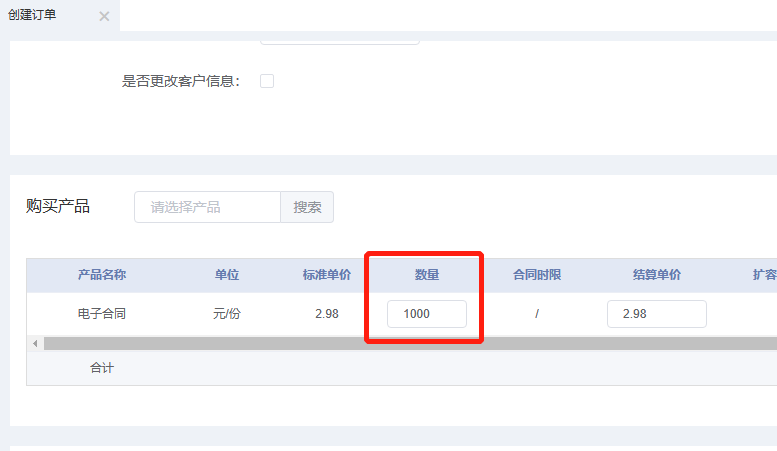 创建订单
是否更改客户信息：
购买产品 请选择产品 搜索
产品名称 单位 标准单价 数量 合同时限 结算单价 扩容
电子合同 元/份 2.98 1000 / 2.98
合计